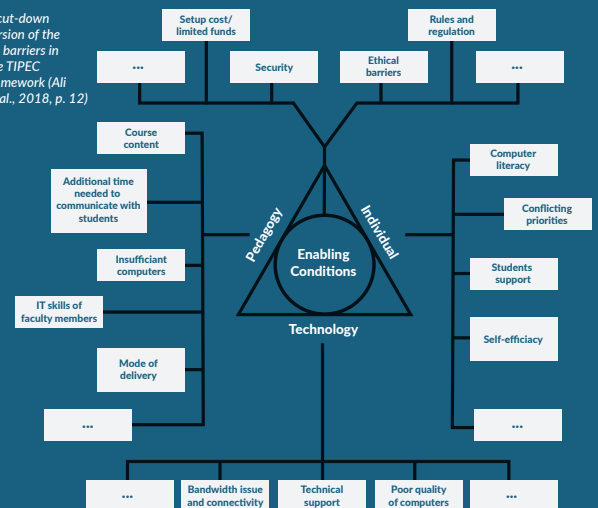 cut-down
rsion of the
barriers in
e TIPEC
mework (Ali
al., 2018, p. 12)
Setup cost/
limited funds
Rules and
regulation
...
Security
Ethical
barriers
...
Course
content
Additional time
needed to
communicate with
students
Insufficiant
computers
IT skills of
faculty members
Mode of
delivery
...
Pedagogy
Individual
Enabling
Conditions
Technology
Computer
literacy
Conflicting
priorities
Students
support
Self-efficiacy
...
...
Bandwidth issue
and connectivity
Technical
support
Poor quality
of computers
...